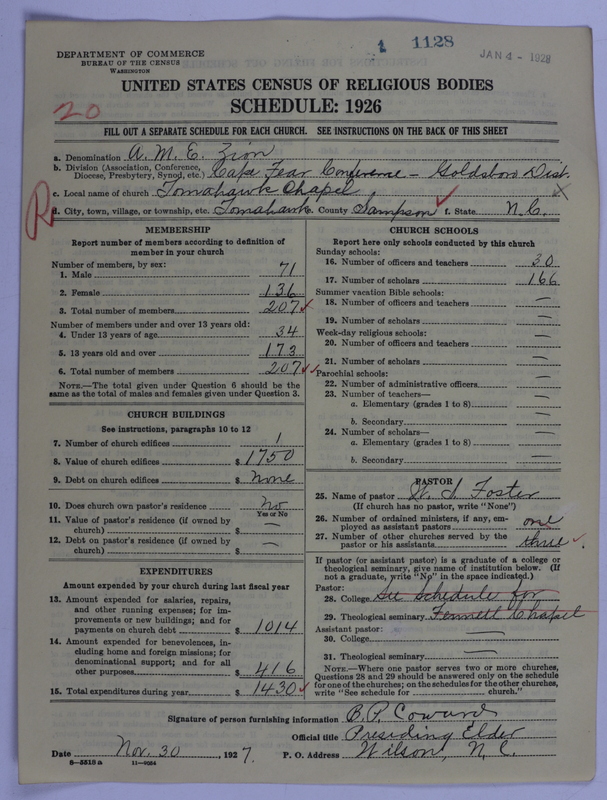 1 1128 JAN 4 - 1928
DEPARTMENT OF COMMERCE
BUREAU OF THE CENSUS
WASHINGTON
UNITED STATES CENSUS OF RELIGIOUS BODIES
SCHEDULE: 1926
20
FILL OUT A SEPARATE SCHEDULE FOR EACH CHURCH. SEE INSTRUCTIONS ON THE BACK OF THIS SHEET
a. Denomination A. M. E. Zion
b. Division (Association, Conference, Diocese, Presbytery, Synod, etc.) Cape Fear Conference - Goldsboro Dist.
c. Local name of church Tomahawk Chapel
R
d. City, town, village, or township, etc. Tomahawk e. County Sampson f. State N.C.
MEMBERSHIP
Report number of members according to definition of
member in your church
Number of members, by sex:
1. Male 71
2. Female 136
3. Total number of members 207
Number of members under and over 13 years old:
4. Under 13 years of age 34
5. 13 years old and over 173
6. Total number of members 207
NOTE.—The total given under Question 6 should be the
same as the total of males and females given under Question 3.
CHURCH BUILDINGS
See instructions, paragraphs 10 to 12
7. Number of church edifices 1
8. Value of church edifices $ 1750
9. Debt on church edifices $ None
10. Does church own pastor's residence? No
Yes or No
11. Value of pastor's residence (if owned by
church) $ —
12. Debt on pastor's residence (if owned by
church) $ —
EXPENDITURES
Amount expended by your church during last fiscal year
13. Amount expended for salaries, repairs,
and other running expenses; for im-
provements or new buildings; and for
payments on church debt $ 1014
14. Amount expended for benevolences, in-
cluding home and foreign missions; for
denominational support; and for all
other purposes $ 416
15. Total expenditures during year $ 1430
CHURCH SCHOOLS
Report here only schools conducted by this church
Sunday schools:
16. Number of officers and teachers 30
17. Number of scholars 166
Summer vacation Bible schools:
18. Number of officers and teachers —
19. Number of scholars —
Week-day religious schools:
20. Number of officers and teachers —
21. Number of scholars —
Parochial schools:
22. Number of administrative officers —
23. Number of teachers—
a. Elementary (grades 1 to 8) —
b. Secondary —
24. Number of scholars—
a. Elementary (grades 1 to 8) —
b. Secondary —
PASTOR
25. Name of pastor W. J. Foster
(If church has no pastor, write "None")
26. Number of ordained ministers, if any, em-
ployed as assistant pastors one
27. Number of other churches served by the
pastor or his assistants three
If pastor (or assistant pastor) is a graduate of a college or
theological seminary, give name of institution below. (If
not a graduate, write "No" in the space indicated.)
Pastor:
28. College See Schedule for
29. Theological seminary Fennell Chapel
Assistant pastor:
30. College —
31. Theological seminary —
NOTE.—Where one pastor serves two or more churches,
Questions 28 and 29 should be answered only on the schedule
for one of the churches; on the schedules for the other churches,
write "See schedule for church."
Signature of person furnishing information B. P. Coward
Official title Presiding Elder
Date Nov. 30, 1927. P. O. Address Wilson, N. C.
8—5518 a 11—9054